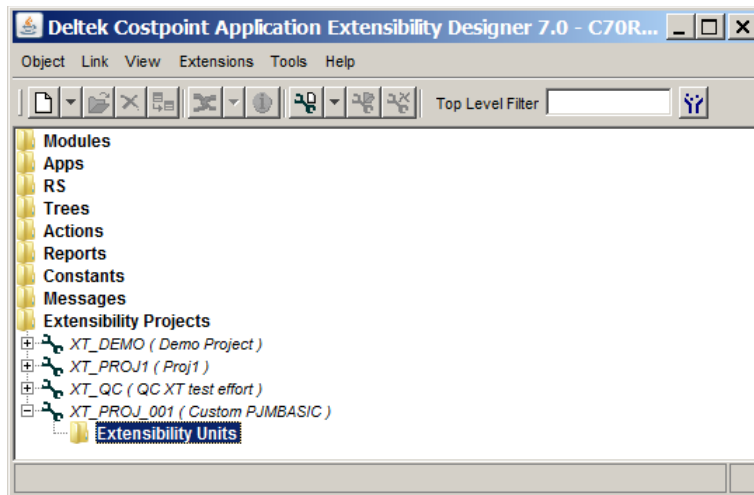 Deltek Costpoint Application Extensibility Designer 7.0 - C70R...
Object Link View Extensions Tools Help
Top Level Filter
Modules
Apps
RS
Trees
Actions
Reports
Constants
Messages
Extensibility Projects
XT_DEMO ( Demo Project )
XT_PROJ1 ( Proj1 )
XT_QC ( QC XT test effort )
XT_PROJ_001 ( Custom PJMBASIC )
Extensibility Units